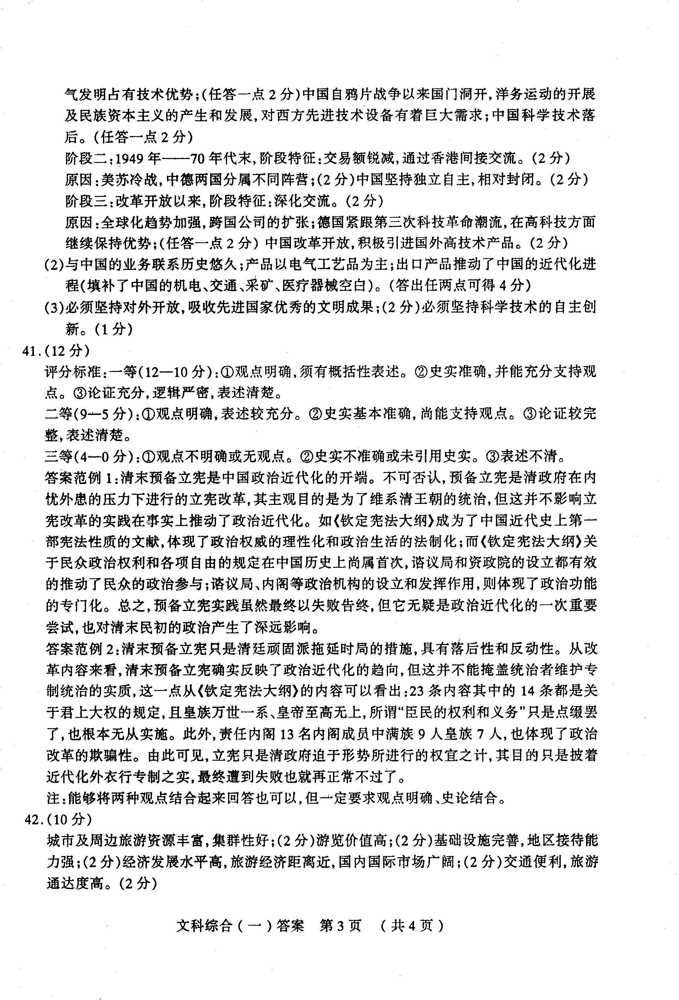 气发明占有技术优势;(任答一点 2 分)中国自鸦片战争以来国门洞开,洋务运动的开展
及民族资本主义的产生和发展,对西方先进技术设备有着巨大需求;中国科学技术落
后。(任答一点 2 分)
阶段二:1949 年——70 年代末,阶段特征:交易额锐减,通过香港间接交流。(2 分)
原因:美苏冷战,中德两国分属不同阵营;(2 分)中国坚持独立自主,相对封闭。(2 分)
阶段三:改革开放以来,阶段特征:深化交流。(2 分)
原因:全球化趋势加强,跨国公司的扩张;德国紧跟第三次科技革命潮流,在高科技方面
继续保持优势;(任答一点 2 分) 中国改革开放,积极引进国外高技术产品。(2 分)
(2)与中国的业务联系历史悠久;产品以电气工艺品为主;出口产品推动了中国的近代化进
程(填补了中国的机电、交通、采矿、医疗器械空白)。(答出任两点可得 4 分)
(3)必须坚持对外开放,吸收先进国家优秀的文明成果;(2 分)必须坚持科学技术的自主创
新。(1 分)
41.(12 分)
评分标准:一等(12—10 分):①观点明确,须有概括性表述。②史实准确,并能充分支持观
点。③论证充分,逻辑严密,表述清楚。
二等(9—5 分):①观点明确,表述较充分。②史实基本准确,尚能支持观点。③论证较完
整,表述清楚。
三等(4—0 分):①观点不明确或无观点。②史实不准确或未引用史实。③表述不清。
答案范例 1:清末预备立宪是中国政治近代化的开端。不可否认,预备立宪是清政府在内
忧外患的压力下进行的立宪改革,其主观目的是为了维系清王朝的统治,但这并不影响立
宪改革的实践在事实上推动了政治近代化。如《钦定宪法大纲》成为了中国近代史上第一
部宪法性质的文献,体现了政治权威的理性化和政治生活的法制化;而《钦定宪法大纲》关
于民众政治权利和各项自由的规定在中国历史上尚属首次,谘议局和资政院的设立都有效
的推动了民众的政治参与;谘议局、内阁等政治机构的设立和发挥作用,则体现了政治功能
的专门化。总之,预备立宪实践虽然最终以失败告终,但它无疑是政治近代化的一次重要
尝试,也对清末民初的政治产生了深远影响。
答案范例 2:清末预备立宪只是清廷顽固派拖延时局的措施,具有落后性和反动性。从改
革内容来看,清末预备立宪确实反映了政治近代化的趋向,但这并不能掩盖统治者维护专
制统治的实质,这一点从《钦定宪法大纲》的内容可以看出:23 条内容其中的 14 条都是关
于君上大权的规定,且皇族万世一系、皇帝至高无上,所谓“臣民的权利和义务”只是点缀罢
了,也根本无从实施。此外,责任内阁 13 名内阁成员中满族 9 人皇族 7 人,也体现了政治
改革的欺骗性。由此可见,立宪只是清政府迫于形势所进行的权宜之计,其目的只是披着
近代化外衣行专制之实,最终遭到失败也就再正常不过了。
注:能够将两种观点结合起来回答也可以,但一定要求观点明确、史论结合。
42.(10 分)
城市及周边旅游资源丰富,集群性好;(2 分)游览价值高;(2 分)基础设施完善,地区接待能
力强;(2 分)经济发展水平高,旅游经济距离近,国内国际市场广阔;(2 分)交通便利,旅游
通达度高。(2 分)
文科综合(一)答案 第 3 页 (共 4 页)